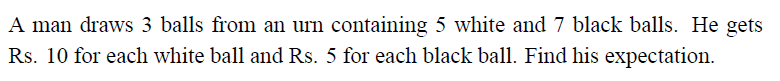 A man draws 3 balls from an urn containing 5 white and 7 black balls. He gets
Rs. 10 for each white ball and Rs. 5 for each black ball. Find his expectation.